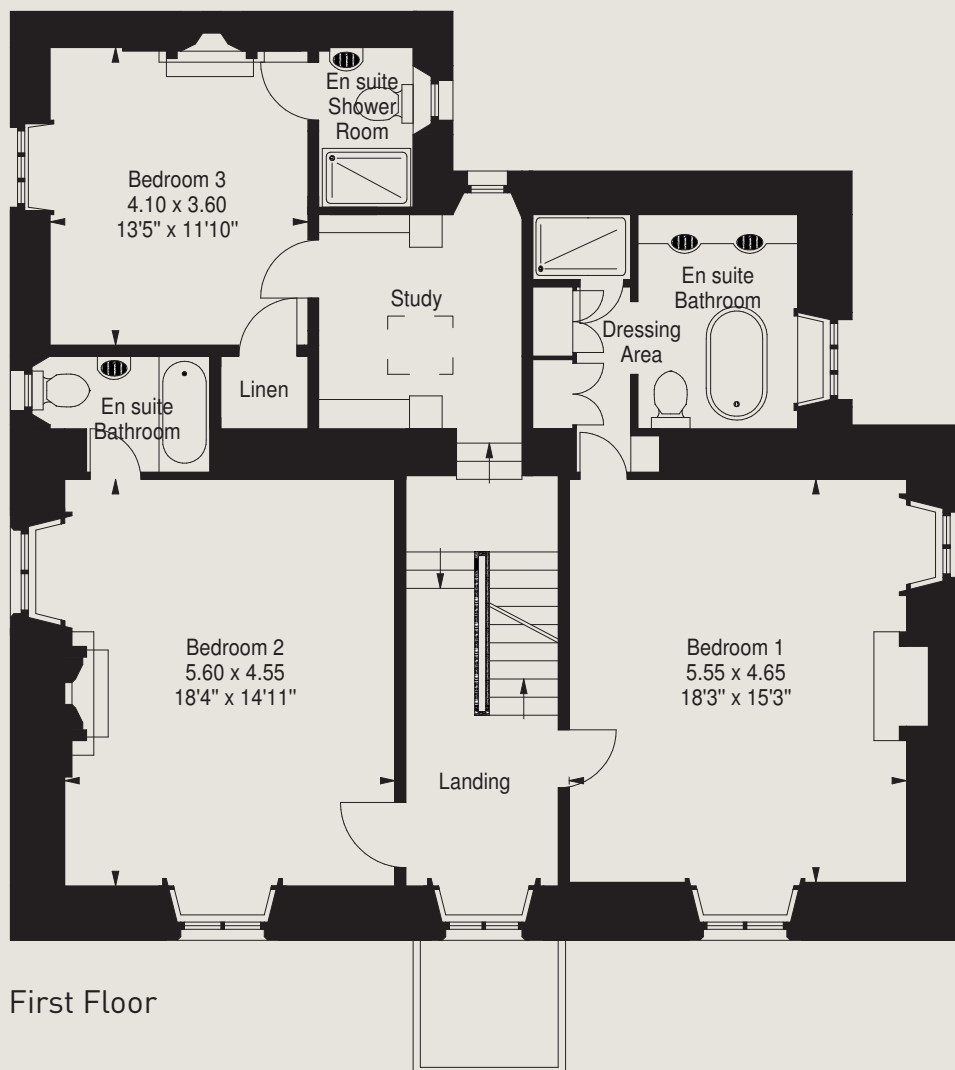 En suite
Shower
Room
Bedroom 3
4.10 x 3.60
13'5" x 11'10"
Study
En suite
Bathroom
Dressing
Area
Linen
En suite
Bathroom
Bedroom 2
5.60 x 4.55
18'4" x 14'11"
Bedroom 1
5.55 x 4.65
18'3" x 15'3"
Landing
First Floor